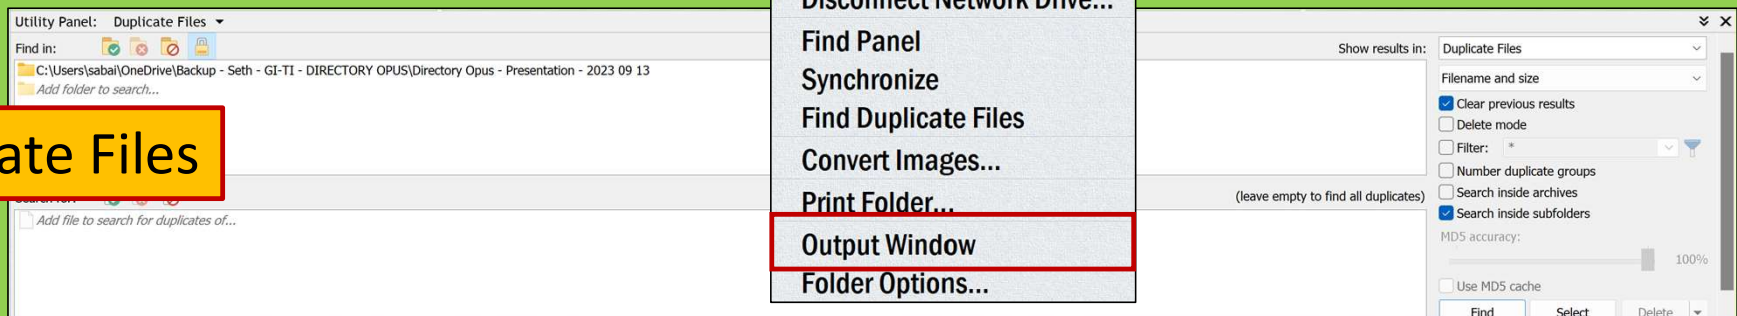 Utility Panel: Duplicate Files
Find in:
C:\Users\sabai\OneDrive\Backup - Seth - GI-TI - DIRECTORY OPUS\Directory Opus - Presentation - 2023 09 13
Add folder to search...
ate Files
Search for:
Add file to search for duplicates of...
(leave empty to find all duplicates)
Disconnect Network Drive...
Find Panel
Synchronize
Find Duplicate Files
Convert Images...
Print Folder...
Output Window
Folder Options...
Show results in: Duplicate Files
Filename and size
Clear previous results
Delete mode
Filter: *
Number duplicate groups
Search inside archives
Search inside subfolders
MD5 accuracy:
100%
Use MD5 cache
Find Select Delete